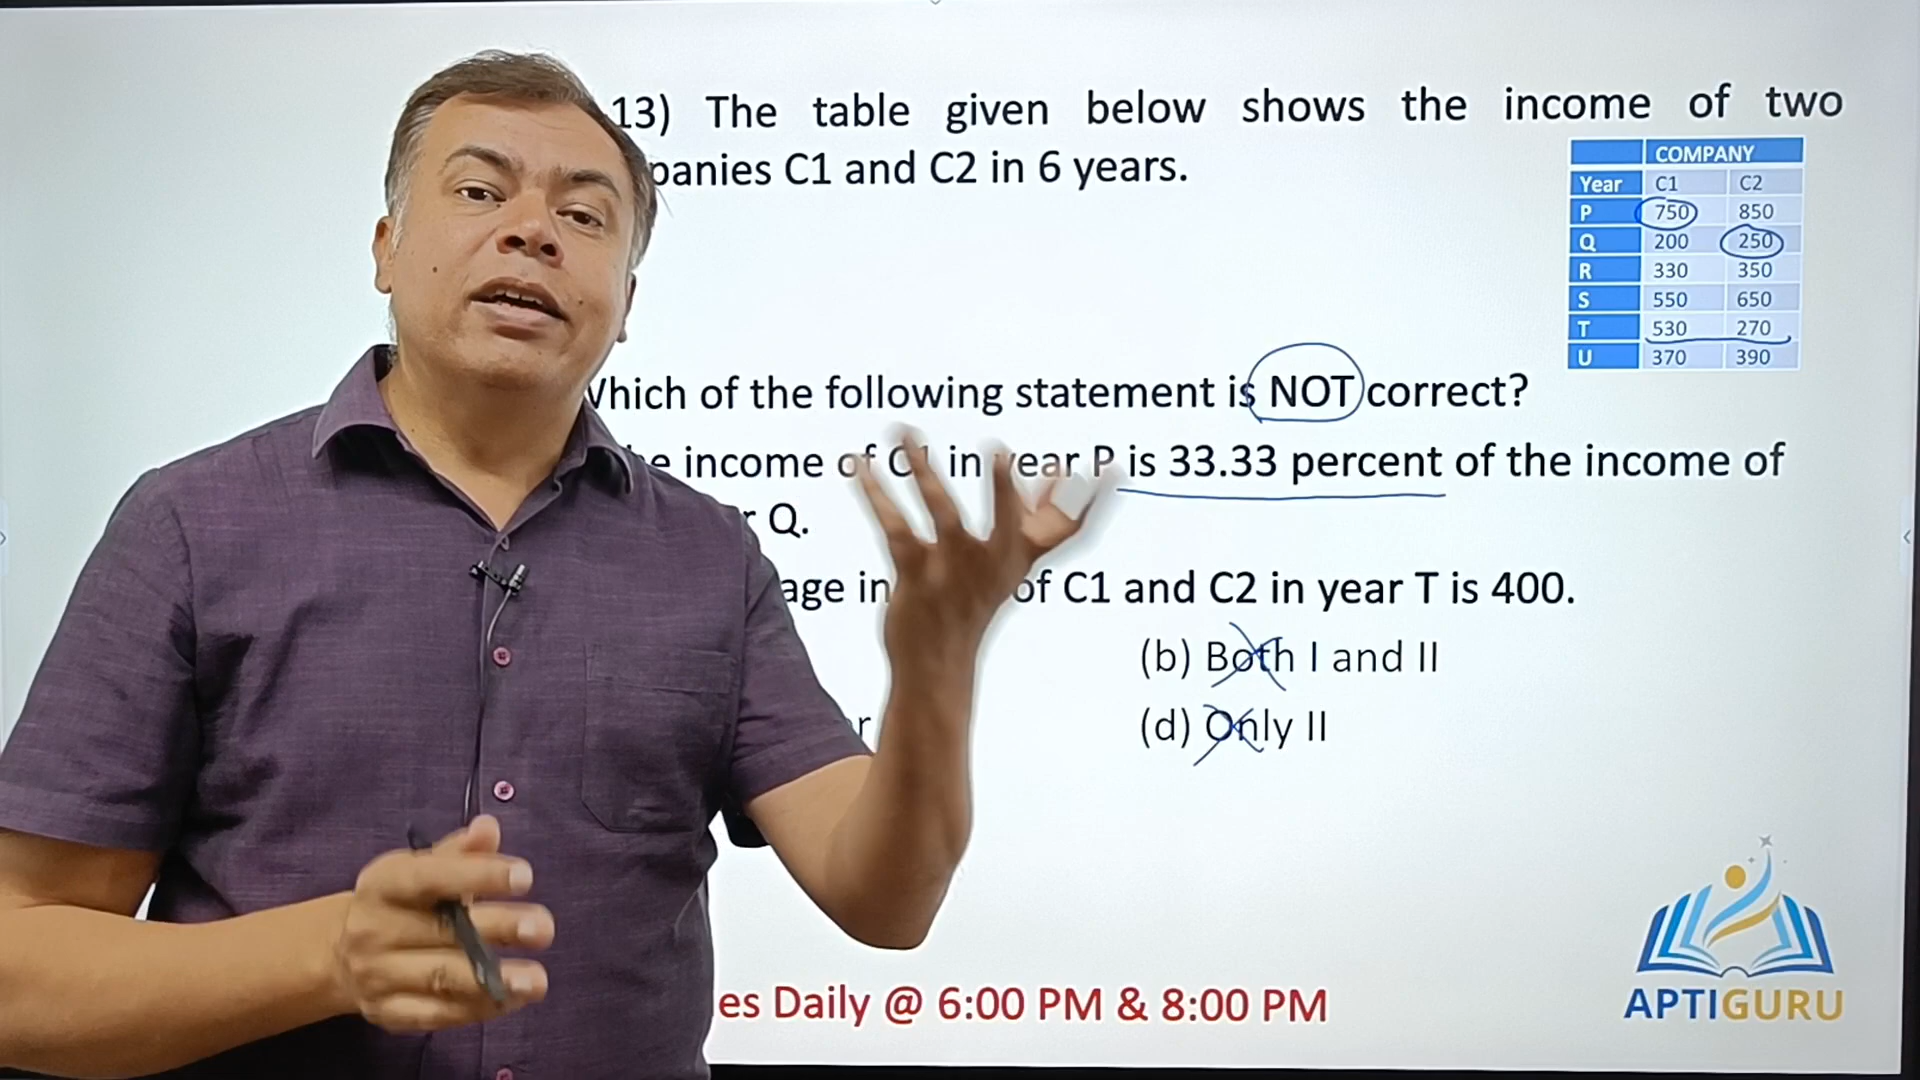 13) The table given below shows the income of two
panies C1 and C2 in 6 years.
COMPANY
Year C1 C2
P 750 850
Q 200 250
R 330 350
S 550 650
T 530 270
U 370 390
Which of the following statement is NOT correct?
income of C1 in year P is 33.33 percent of the income of
Q.
age in of C1 and C2 in year T is 400.
(b) Both I and II
(d) Only II
es Daily @ 6:00 PM & 8:00 PM
APTIGURU